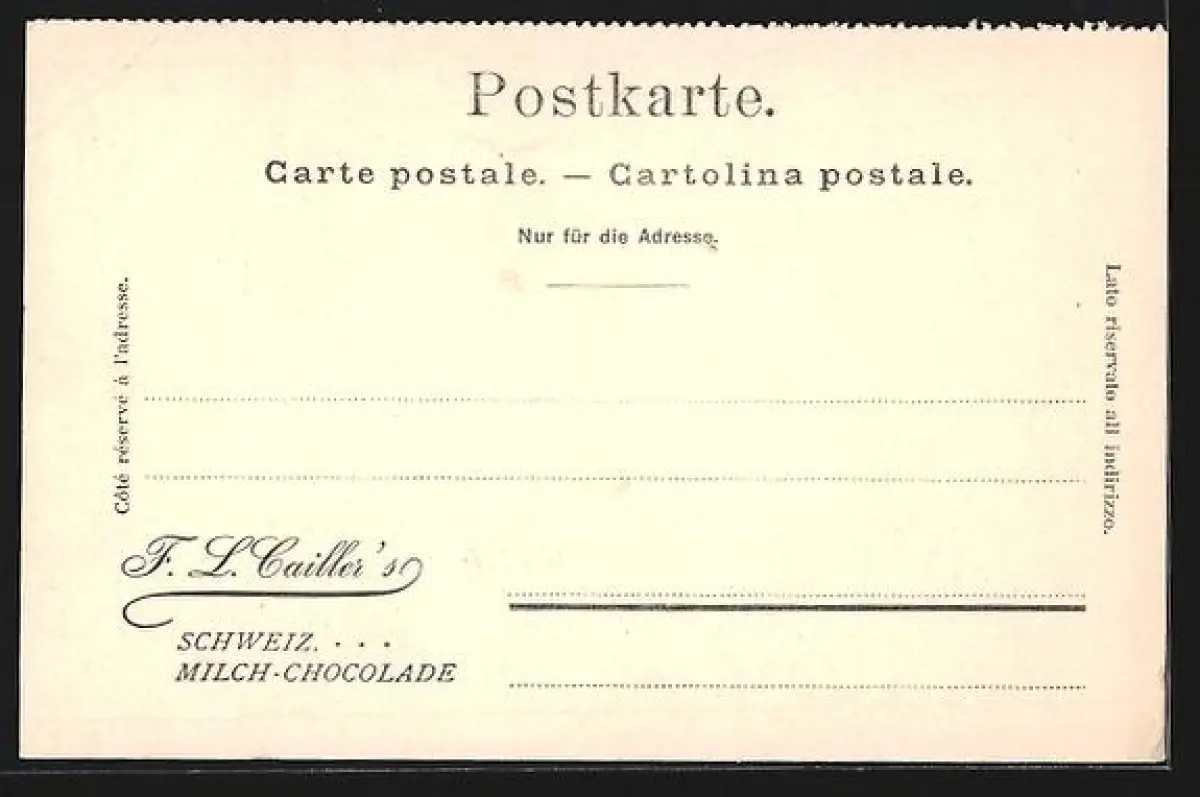 Postkarte.
Carte postale. — Cartolina postale.
Nur für die Adresse.
Côté réservé à l'adresse.
Lato riservato all indirizzo.
F. L. Cailler's
SCHWEIZ. . . .
MILCH-CHOCOLADE